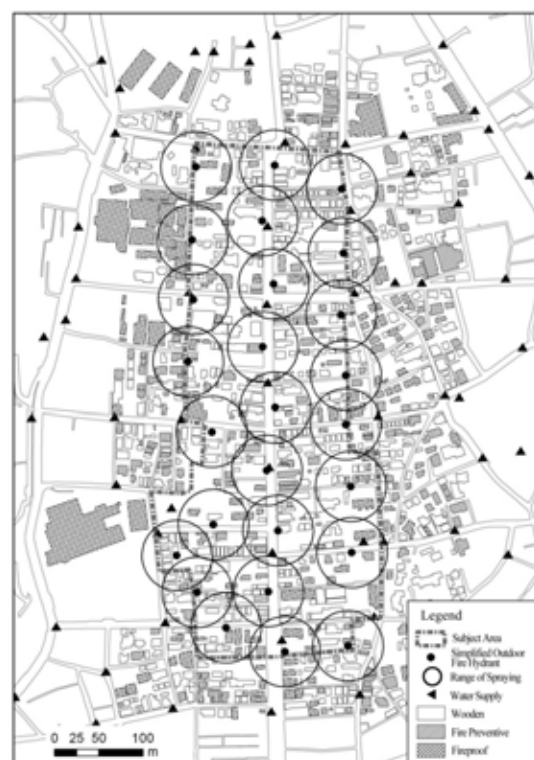 Legend
Subject Area
Simplified Outdoor
Fire Hydrant
Range of Spraying
Water Supply
Wooden
Fire Preventive
Fireproof
0 25 50 100
m